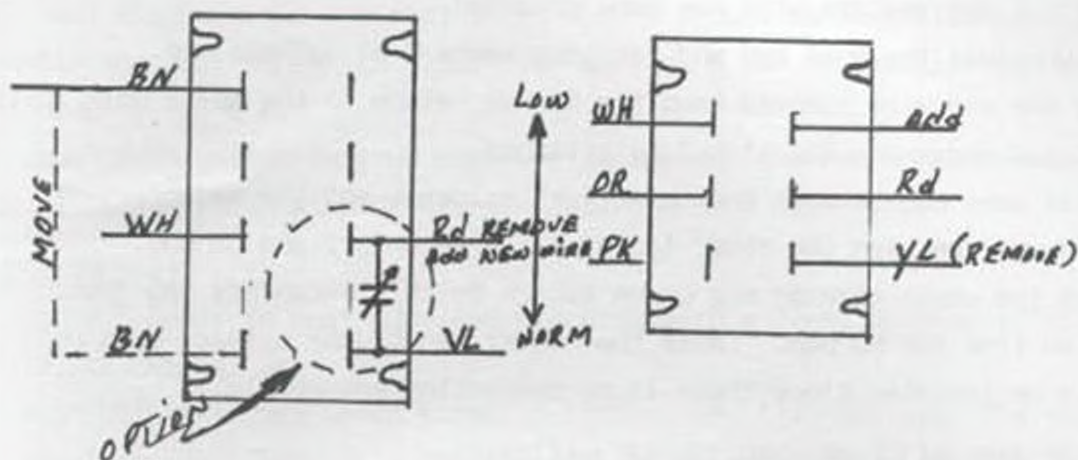 BN
MOVE
WH
BN
Rd REMOVE
Add NEW WIRE
VL
OPTION
LOW
NORM
WH
OR
PK
Add
Rd
YL (REMOVE)